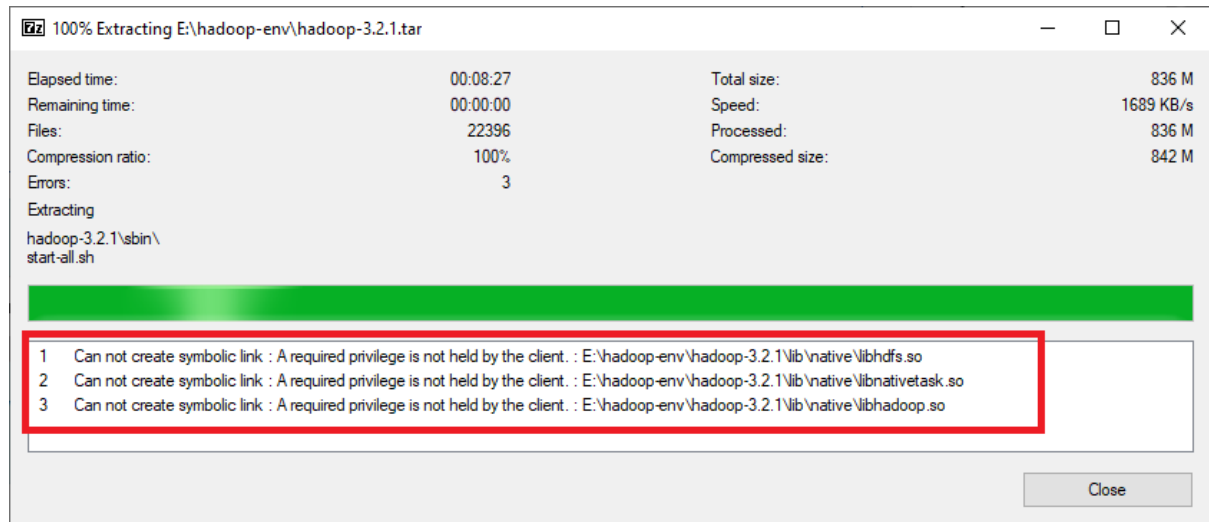 7z 100% Extracting E:\hadoop-env\hadoop-3.2.1.tar
Elapsed time: 00:08:27 Total size: 836 M
Remaining time: 00:00:00 Speed: 1689 KB/s
Files: 22396 Processed: 836 M
Compression ratio: 100% Compressed size: 842 M
Errors: 3
Extracting
hadoop-3.2.1\sbin\
start-all.sh
1 Can not create symbolic link : A required privilege is not held by the client. : E:\hadoop-env\hadoop-3.2.1\lib\native\libhdfs.so
2 Can not create symbolic link : A required privilege is not held by the client. : E:\hadoop-env\hadoop-3.2.1\lib\native\libnativetask.so
3 Can not create symbolic link : A required privilege is not held by the client. : E:\hadoop-env\hadoop-3.2.1\lib\native\libhadoop.so
Close